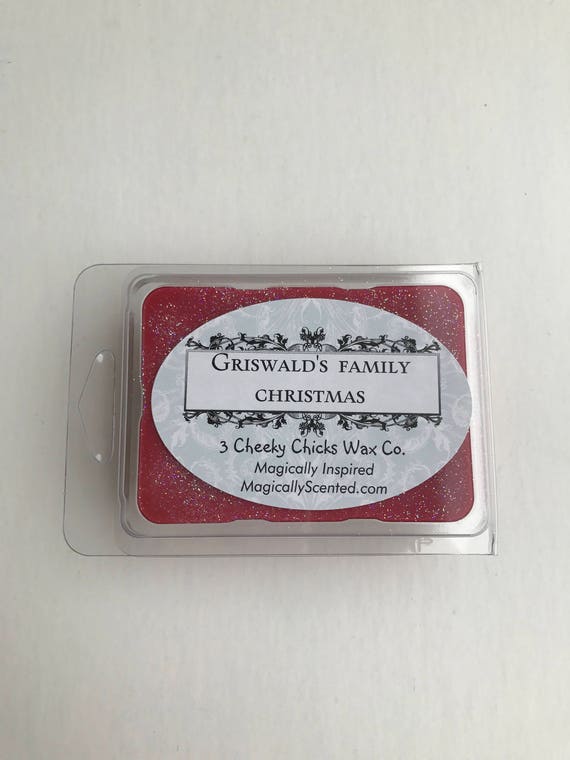 Griswald's family
christmas
3 Cheeky Chicks Wax Co.
Magically Inspired
MagicallyScented.com